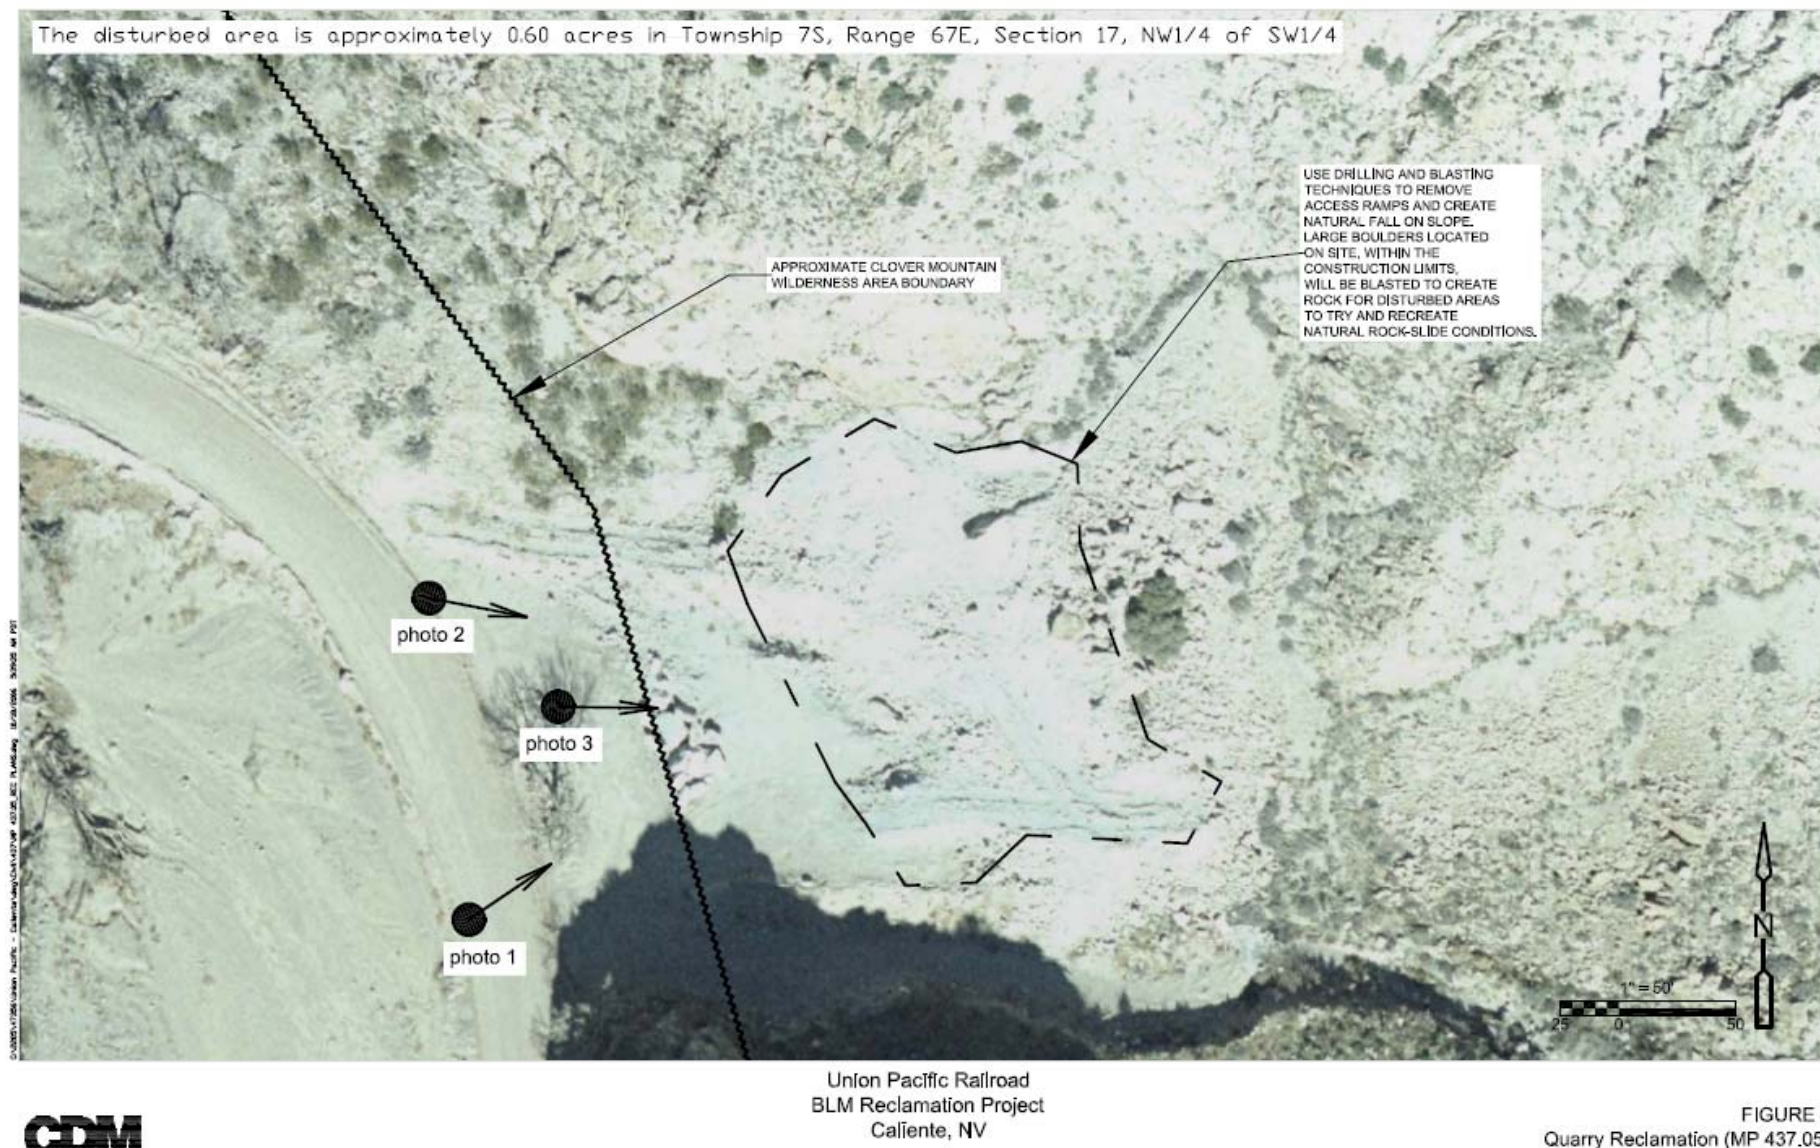 The disturbed area is approximately 0.60 acres in Township 7S, Range 67E, Section 17, NW1/4 of SW1/4
USE DRILLING AND BLASTING
TECHNIQUES TO REMOVE
ACCESS RAMPS AND CREATE
NATURAL FALL ON SLOPE.
LARGE BOULDERS LOCATED
ON SITE, WITHIN THE
CONSTRUCTION LIMITS,
WILL BE BLASTED TO CREATE
ROCK FOR DISTURBED AREAS
TO TRY AND RECREATE
NATURAL ROCK-SLIDE CONDITIONS.
APPROXIMATE CLOVER MOUNTAIN
WILDERNESS AREA BOUNDARY
photo 2
photo 3
photo 1
N
1" = 50'
25 0 50
Union Pacific Railroad
BLM Reclamation Project
Caliente, NV
CDM
FIGURE
Quarry Reclamation (MP 437.05